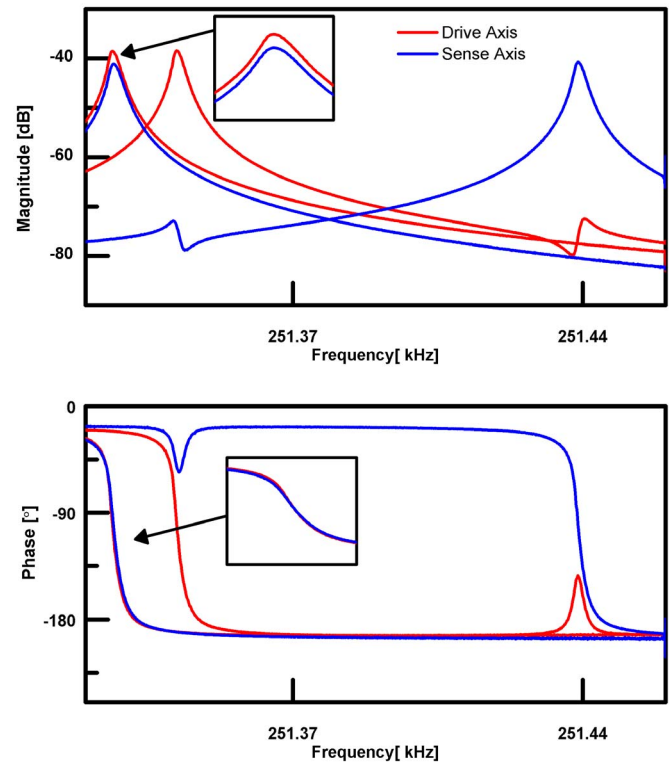 Drive Axis
Sense Axis
-40
-60
-80
Magnitude [dB]
251.37
251.44
Frequency[ kHz]
0
-90
-180
Phase [°]
251.37
251.44
Frequency[ kHz]